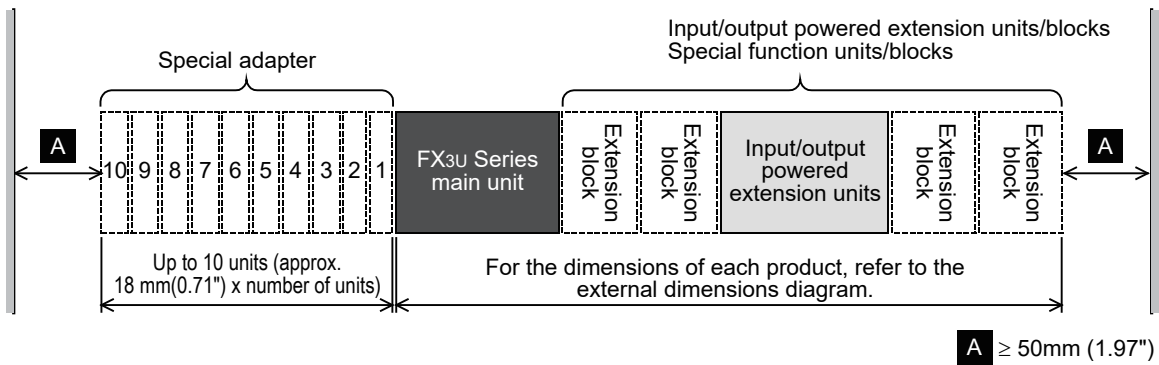 Input/output powered extension units/blocks
Special function units/blocks
Special adapter
A
10 9 8 7 6 5 4 3 2 1
FX3U Series
main unit
Extension
block
Extension
block
Input/output
powered
extension units
Extension
block
Extension
block
A
Up to 10 units (approx.
18 mm(0.71") x number of units)
For the dimensions of each product, refer to the
external dimensions diagram.
A ≥ 50mm (1.97")